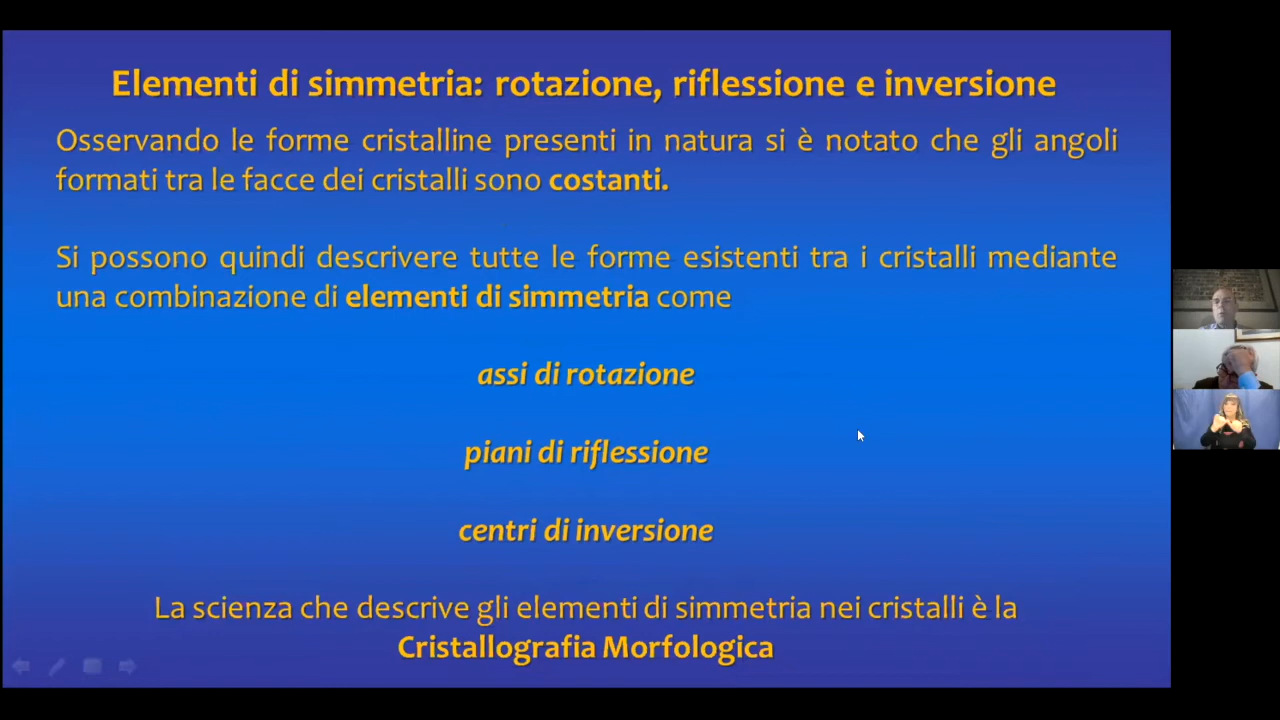 Elementi di simmetria: rotazione, riflessione e inversione
Osservando le forme cristalline presenti in natura si è notato che gli angoli
formati tra le facce dei cristalli sono costanti.
Si possono quindi descrivere tutte le forme esistenti tra i cristalli mediante
una combinazione di elementi di simmetria come
assi di rotazione
piani di riflessione
centri di inversione
La scienza che descrive gli elementi di simmetria nei cristalli è la
Cristallografia Morfologica